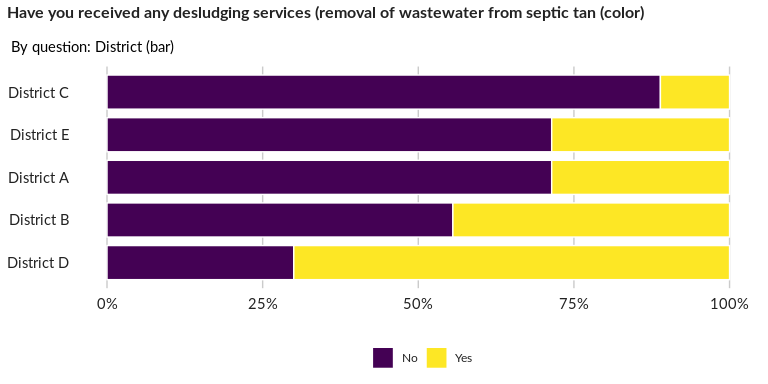 Have you received any desludging services (removal of wastewater from septic tan (color)
By question: District (bar)
District C
District E
District A
District B
District D
0% 25% 50% 75% 100%
No Yes